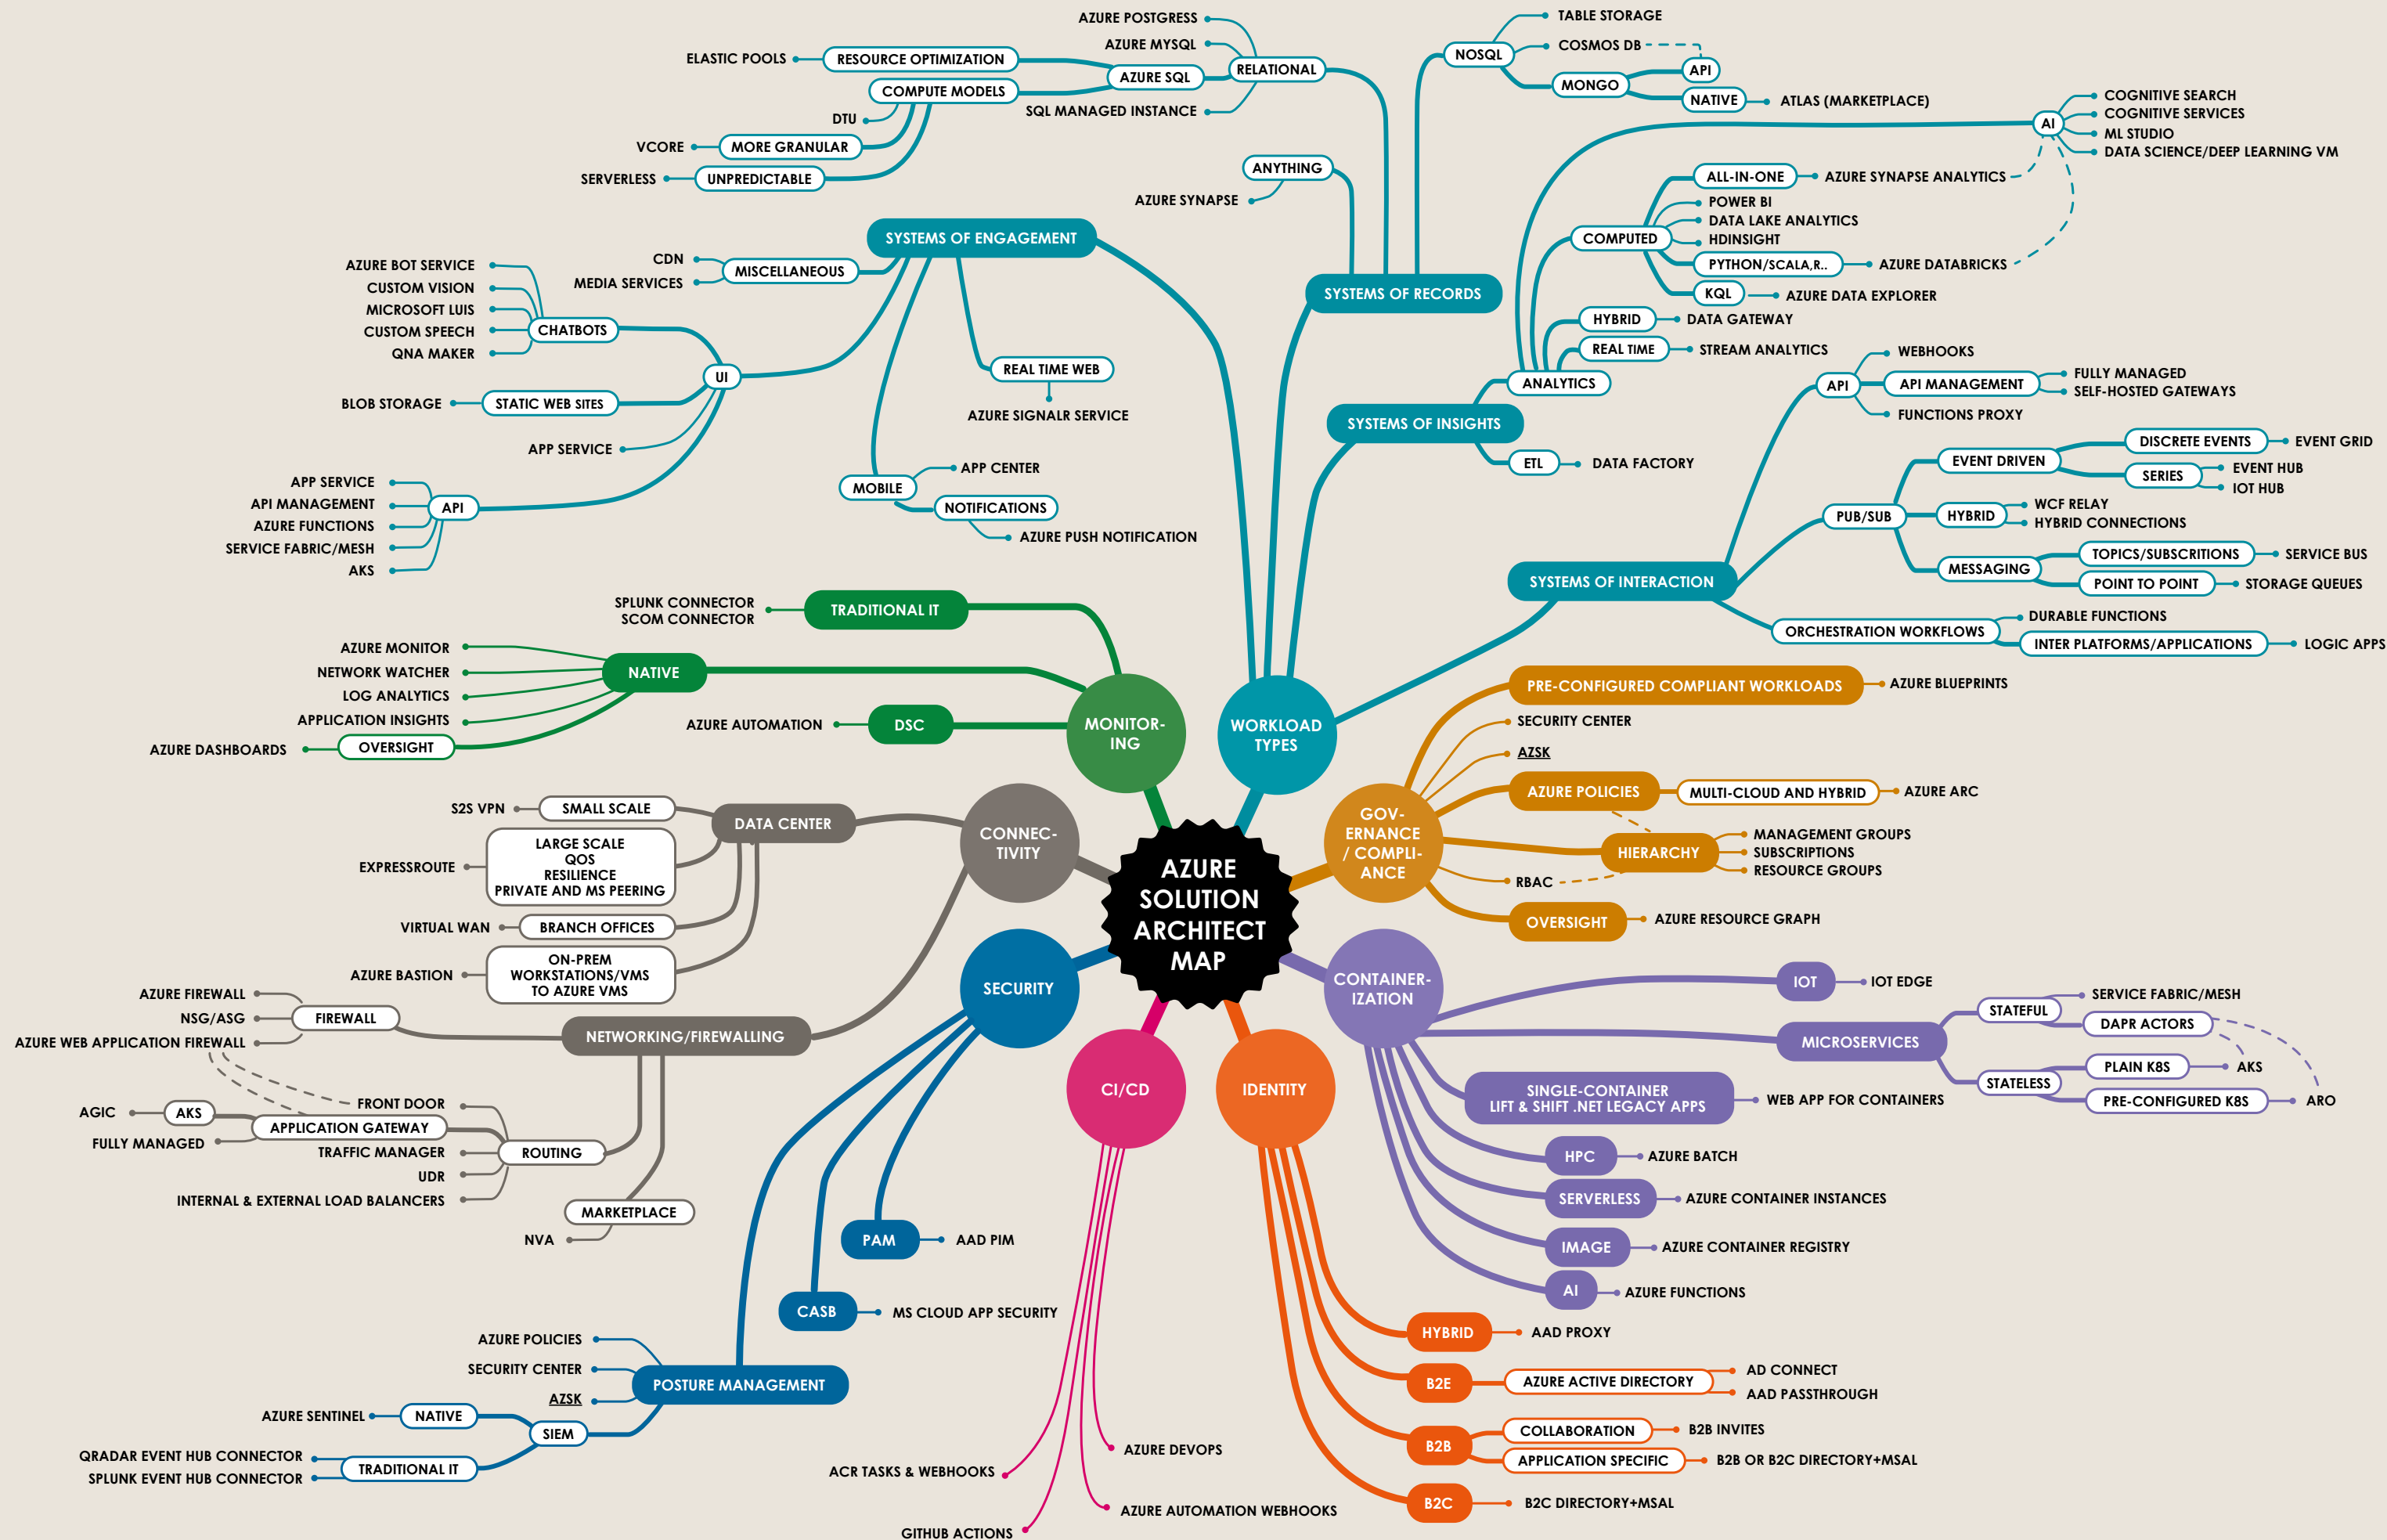 AZURE
SOLUTION
ARCHITECT
MAP
WORKLOAD
TYPES
SYSTEMS OF ENGAGEMENT
MISCELLANEOUS
CDN
MEDIA SERVICES
UI
CHATBOTS
AZURE BOT SERVICE
CUSTOM VISION
MICROSOFT LUIS
CUSTOM SPEECH
QNA MAKER
STATIC WEB SITES
BLOB STORAGE
APP SERVICE
API
APP SERVICE
API MANAGEMENT
AZURE FUNCTIONS
SERVICE FABRIC/MESH
AKS
REAL TIME WEB
AZURE SIGNALR SERVICE
MOBILE
APP CENTER
NOTIFICATIONS
AZURE PUSH NOTIFICATION
SYSTEMS OF RECORDS
ANYTHING
AZURE SYNAPSE
RELATIONAL
AZURE POSTGRESS
AZURE MYSQL
AZURE SQL
SQL MANAGED INSTANCE
RESOURCE OPTIMIZATION
ELASTIC POOLS
COMPUTE MODELS
DTU
MORE GRANULAR
VCORE
UNPREDICTABLE
SERVERLESS
NOSQL
TABLE STORAGE
COSMOS DB
MONGO
API
NATIVE
ATLAS (MARKETPLACE)
SYSTEMS OF INSIGHTS
ANALYTICS
AI
COGNITIVE SEARCH
COGNITIVE SERVICES
ML STUDIO
DATA SCIENCE/DEEP LEARNING VM
COMPUTED
ALL-IN-ONE
AZURE SYNAPSE ANALYTICS
POWER BI
DATA LAKE ANALYTICS
HDINSIGHT
PYTHON/SCALA,R..
AZURE DATABRICKS
KQL
AZURE DATA EXPLORER
HYBRID
DATA GATEWAY
REAL TIME
STREAM ANALYTICS
ETL
DATA FACTORY
SYSTEMS OF INTERACTION
API
WEBHOOKS
API MANAGEMENT
FULLY MANAGED
SELF-HOSTED GATEWAYS
FUNCTIONS PROXY
PUB/SUB
EVENT DRIVEN
DISCRETE EVENTS
EVENT GRID
SERIES
EVENT HUB
IOT HUB
HYBRID
WCF RELAY
HYBRID CONNECTIONS
MESSAGING
TOPICS/SUBSCRITIONS
SERVICE BUS
POINT TO POINT
STORAGE QUEUES
ORCHESTRATION WORKFLOWS
DURABLE FUNCTIONS
INTER PLATFORMS/APPLICATIONS
LOGIC APPS
GOV-
ERNANCE
/ COMPLI-
ANCE
PRE-CONFIGURED COMPLIANT WORKLOADS
AZURE BLUEPRINTS
SECURITY CENTER
AZSK
AZURE POLICIES
MULTI-CLOUD AND HYBRID
AZURE ARC
HIERARCHY
MANAGEMENT GROUPS
SUBSCRIPTIONS
RESOURCE GROUPS
RBAC
OVERSIGHT
AZURE RESOURCE GRAPH
CONTAINER-
IZATION
IOT
IOT EDGE
MICROSERVICES
STATEFUL
SERVICE FABRIC/MESH
DAPR ACTORS
STATELESS
PLAIN K8S
AKS
PRE-CONFIGURED K8S
ARO
SINGLE-CONTAINER
LIFT & SHIFT .NET LEGACY APPS
WEB APP FOR CONTAINERS
HPC
AZURE BATCH
SERVERLESS
AZURE CONTAINER INSTANCES
IMAGE
AZURE CONTAINER REGISTRY
AI
AZURE FUNCTIONS
IDENTITY
HYBRID
AAD PROXY
B2E
AZURE ACTIVE DIRECTORY
AD CONNECT
AAD PASSTHROUGH
B2B
COLLABORATION
B2B INVITES
APPLICATION SPECIFIC
B2B OR B2C DIRECTORY+MSAL
B2C
B2C DIRECTORY+MSAL
CI/CD
AZURE DEVOPS
ACR TASKS & WEBHOOKS
AZURE AUTOMATION WEBHOOKS
GITHUB ACTIONS
SECURITY
PAM
AAD PIM
CASB
MS CLOUD APP SECURITY
POSTURE MANAGEMENT
AZURE POLICIES
SECURITY CENTER
AZSK
SIEM
NATIVE
AZURE SENTINEL
TRADITIONAL IT
QRADAR EVENT HUB CONNECTOR
SPLUNK EVENT HUB CONNECTOR
CONNEC-
TIVITY
DATA CENTER
SMALL SCALE
S2S VPN
LARGE SCALE
QOS
RESILIENCE
PRIVATE AND MS PEERING
EXPRESSROUTE
BRANCH OFFICES
VIRTUAL WAN
ON-PREM
WORKSTATIONS/VMS
TO AZURE VMS
AZURE BASTION
NETWORKING/FIREWALLING
FIREWALL
AZURE FIREWALL
NSG/ASG
AZURE WEB APPLICATION FIREWALL
ROUTING
FRONT DOOR
APPLICATION GATEWAY
AKS
AGIC
FULLY MANAGED
TRAFFIC MANAGER
UDR
INTERNAL & EXTERNAL LOAD BALANCERS
MARKETPLACE
NVA
MONITOR-
ING
TRADITIONAL IT
SPLUNK CONNECTOR
SCOM CONNECTOR
NATIVE
AZURE MONITOR
NETWORK WATCHER
LOG ANALYTICS
APPLICATION INSIGHTS
OVERSIGHT
AZURE DASHBOARDS
DSC
AZURE AUTOMATION